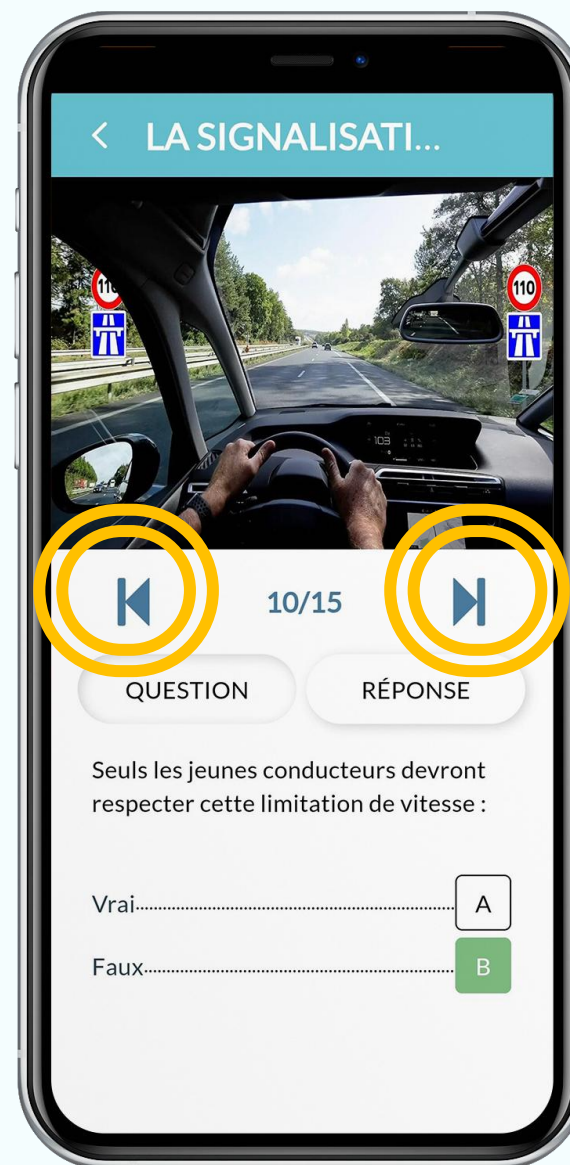 LA SIGNALISATI...
110
110
103
10/15
QUESTION
RÉPONSE
Seuls les jeunes conducteurs devront
respecter cette limitation de vitesse :
Vrai A
Faux B